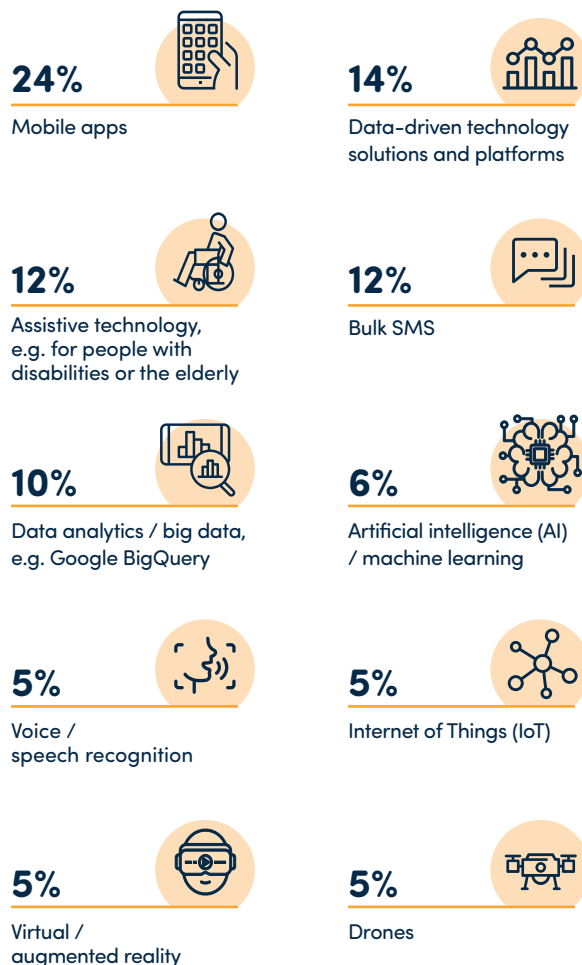 24%
Mobile apps
14%
Data-driven technology
solutions and platforms
12%
Assistive technology,
e.g. for people with
disabilities or the elderly
12%
Bulk SMS
10%
Data analytics / big data,
e.g. Google BigQuery
6%
Artificial intelligence (AI)
/ machine learning
5%
Voice /
speech recognition
5%
Internet of Things (IoT)
5%
Virtual /
augmented reality
5%
Drones